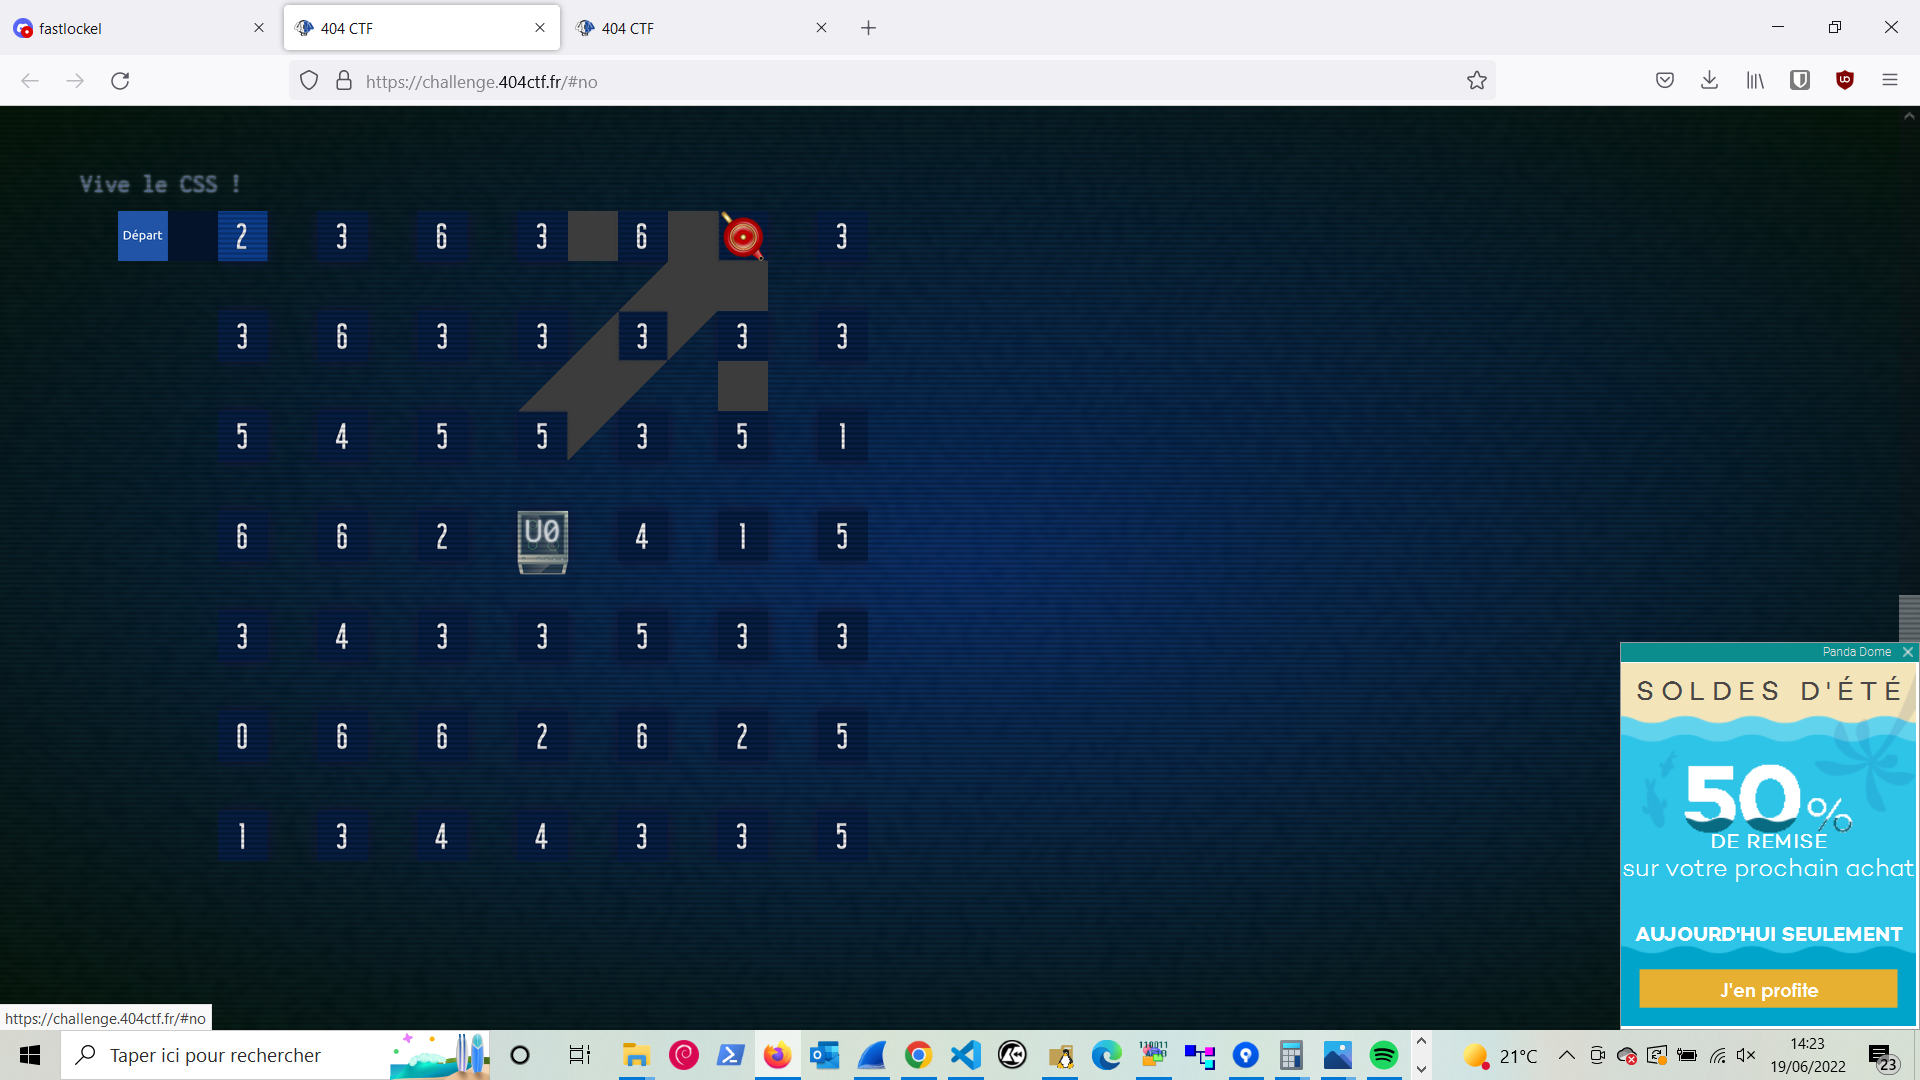 fastlockel
404 CTF
404 CTF
https://challenge.404ctf.fr/#no
Vive le CSS !
Départ 2 3 6 3 6 3
3 6 3 3 3 3 3
5 4 5 5 3 5 1
6 6 2 U0 4 1 5
3 4 3 3 5 3 3
0 6 6 2 6 2 5
1 3 4 4 3 3 5
Panda Dome
SOLDES D'ÉTÉ
50%
DE REMISE
sur votre prochain achat
AUJOURD'HUI SEULEMENT
J'en profite
https://challenge.404ctf.fr/#no
Taper ici pour rechercher
21°C
14:23
19/06/2022
23